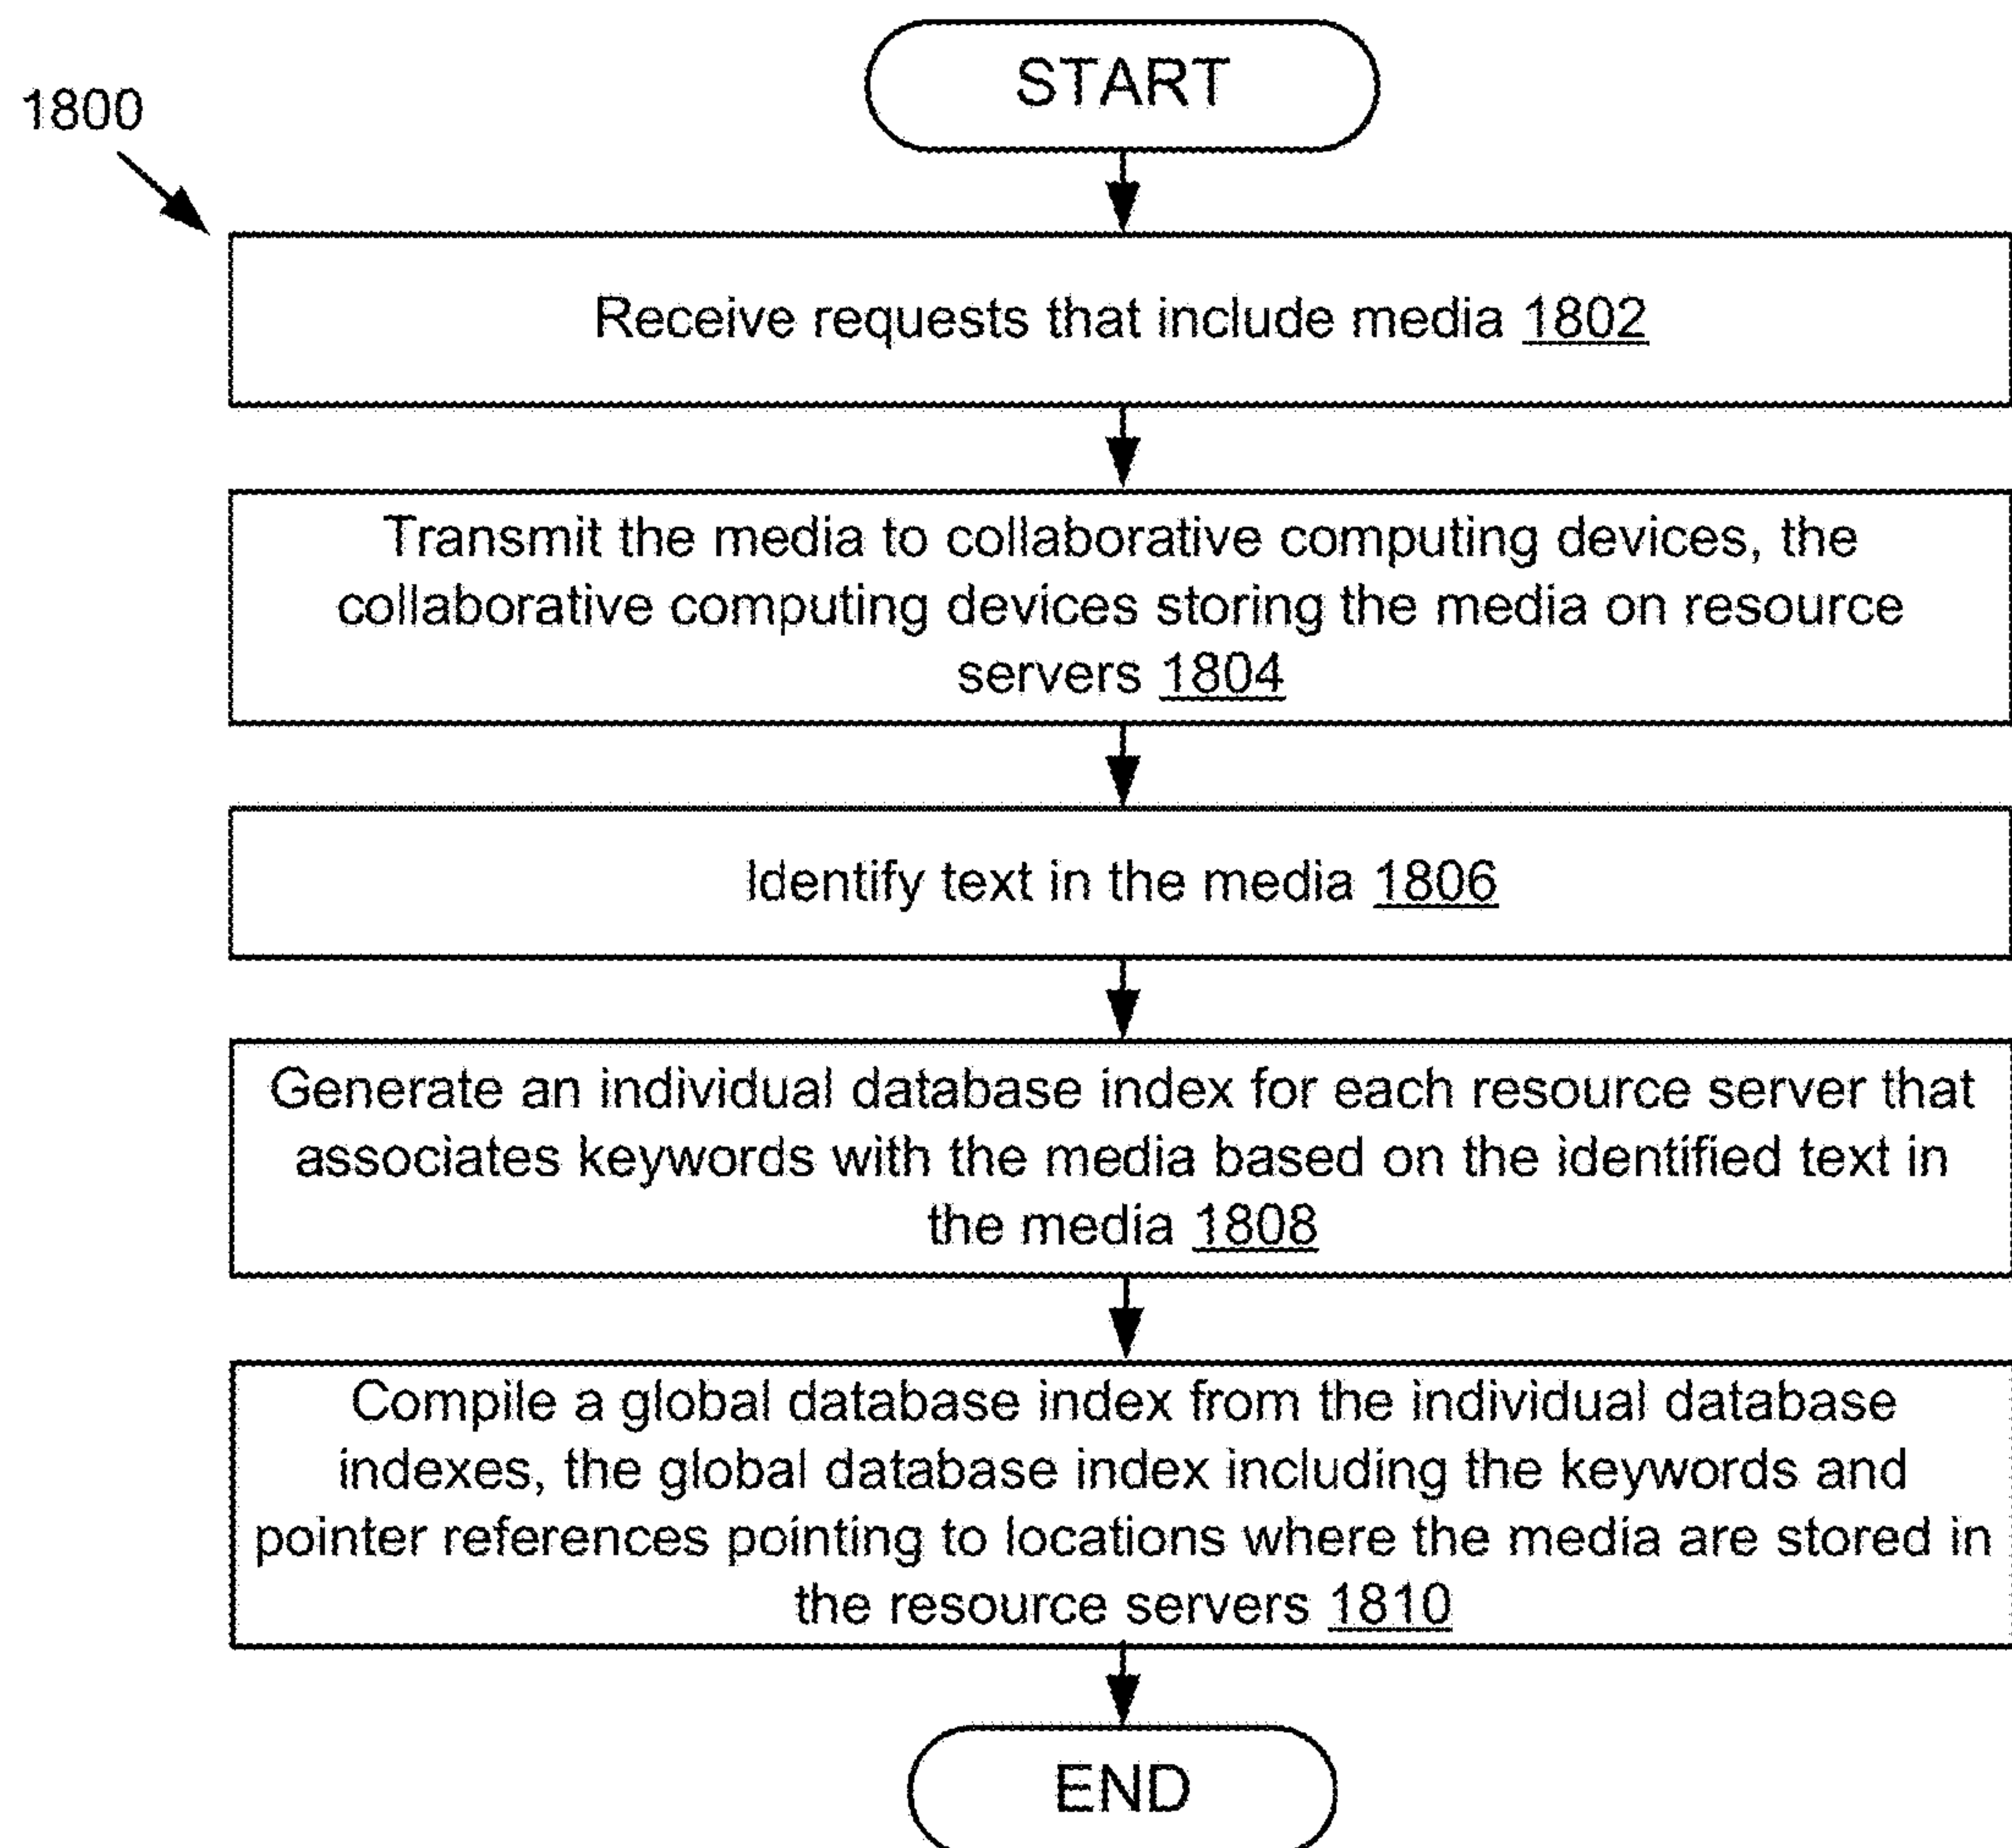 START
1800
Receive requests that include media 1802
Transmit the media to collaborative computing devices, the
collaborative computing devices storing the media on resource
servers 1804
Identify text in the media 1806
Generate an individual database index for each resource server that
associates keywords with the media based on the identified text in
the media 1808
Compile a global database index from the individual database
indexes, the global database index including the keywords and
pointer references pointing to locations where the media are stored in
the resource servers 1810
END